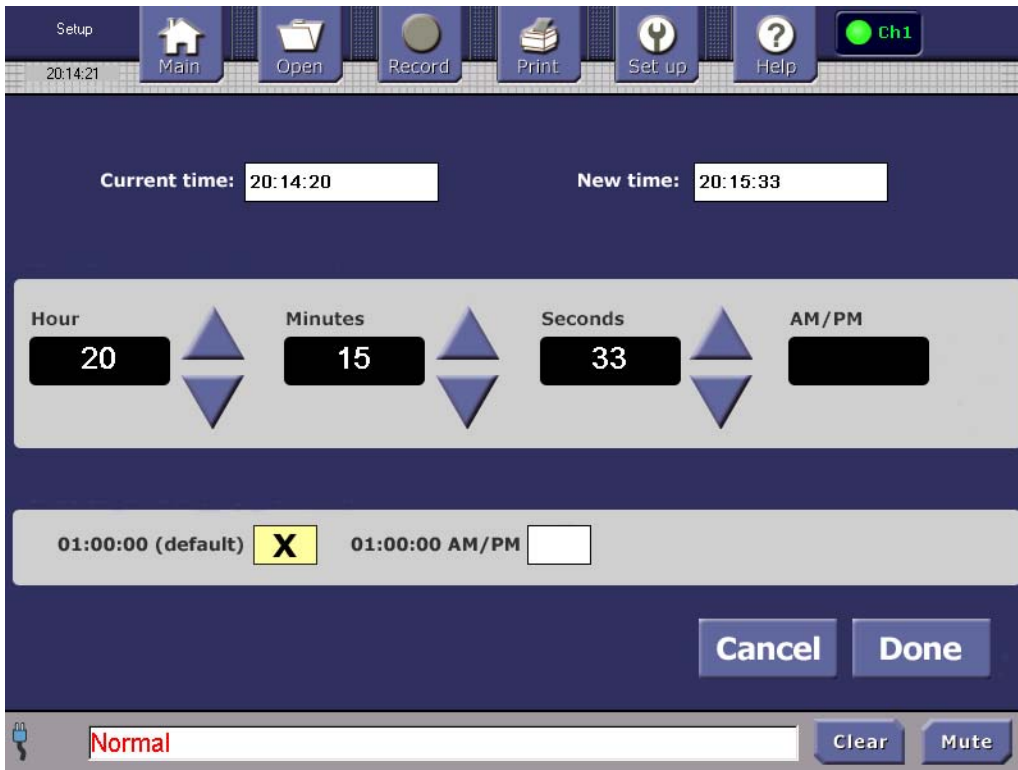 Setup
20:14:21
Main
Open
Record
Print
Set up
?
Help
Ch1
Current time: 20:14:20
New time: 20:15:33
Hour
Minutes
Seconds
AM/PM
20
15
33
01:00:00 (default) X 01:00:00 AM/PM
Cancel
Done
Normal
Clear
Mute